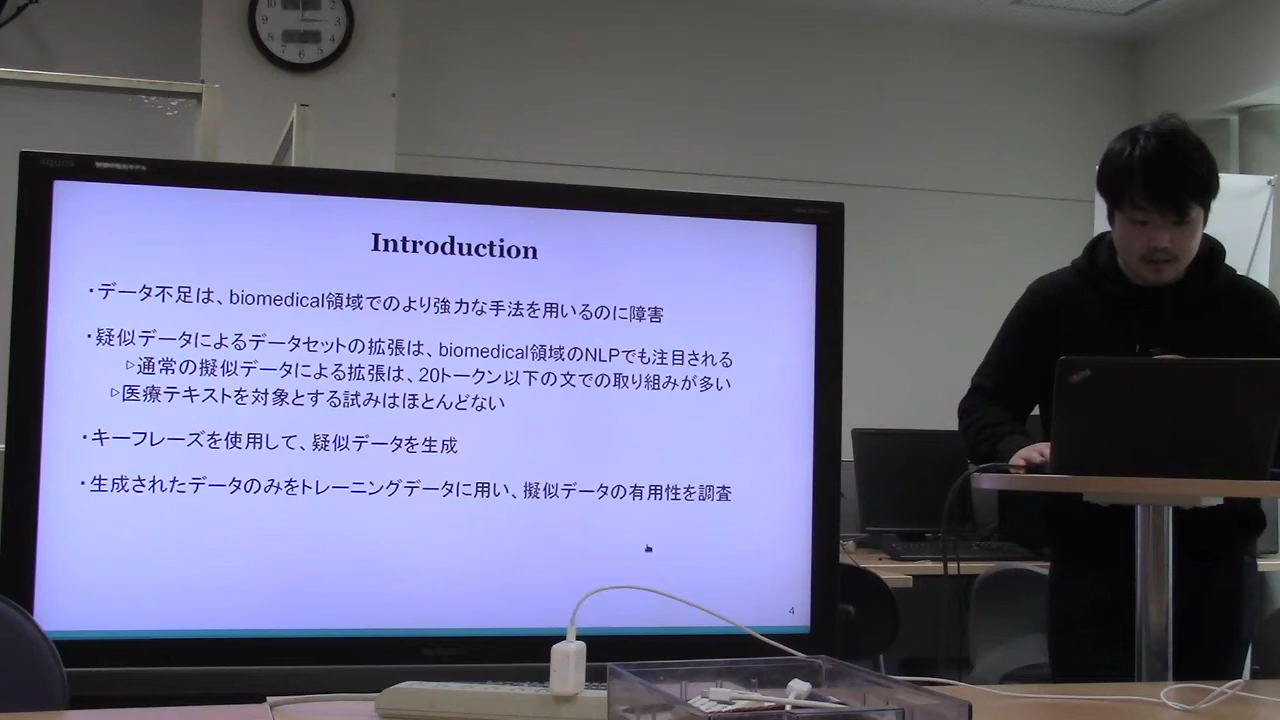 Introduction
・データ不足は、biomedical領域でのより強力な手法を用いるのに障害
・疑似データによるデータセットの拡張は、biomedical領域のNLPでも注目される
▷通常の擬似データによる拡張は、20トークン以下の文での取り組みが多い
▷医療テキストを対象とする試みはほとんどない
・キーフレーズを使用して、疑似データを生成
・生成されたデータのみをトレーニングデータに用い、擬似データの有用性を調査
4
10 2
9 3
8 4
7 6 5